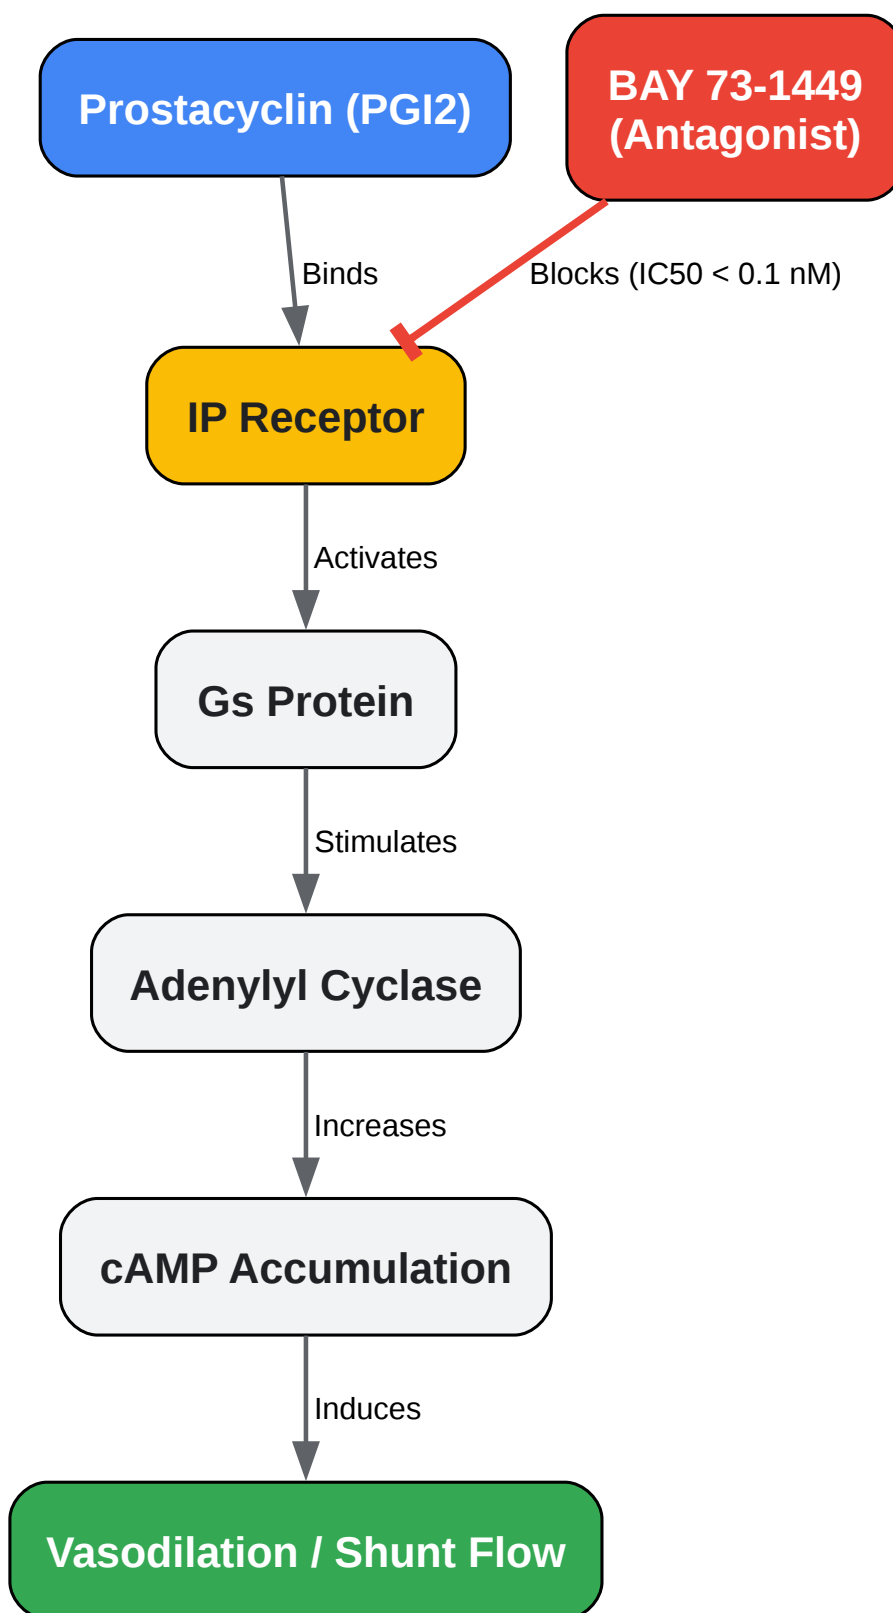 Prostacyclin (PGI2)
BAY 73-1449
(Antagonist)
Binds
Blocks (IC50 < 0.1 nM)
IP Receptor
Activates
Gs Protein
Stimulates
Adenylyl Cyclase
Increases
cAMP Accumulation
Induces
Vasodilation / Shunt Flow